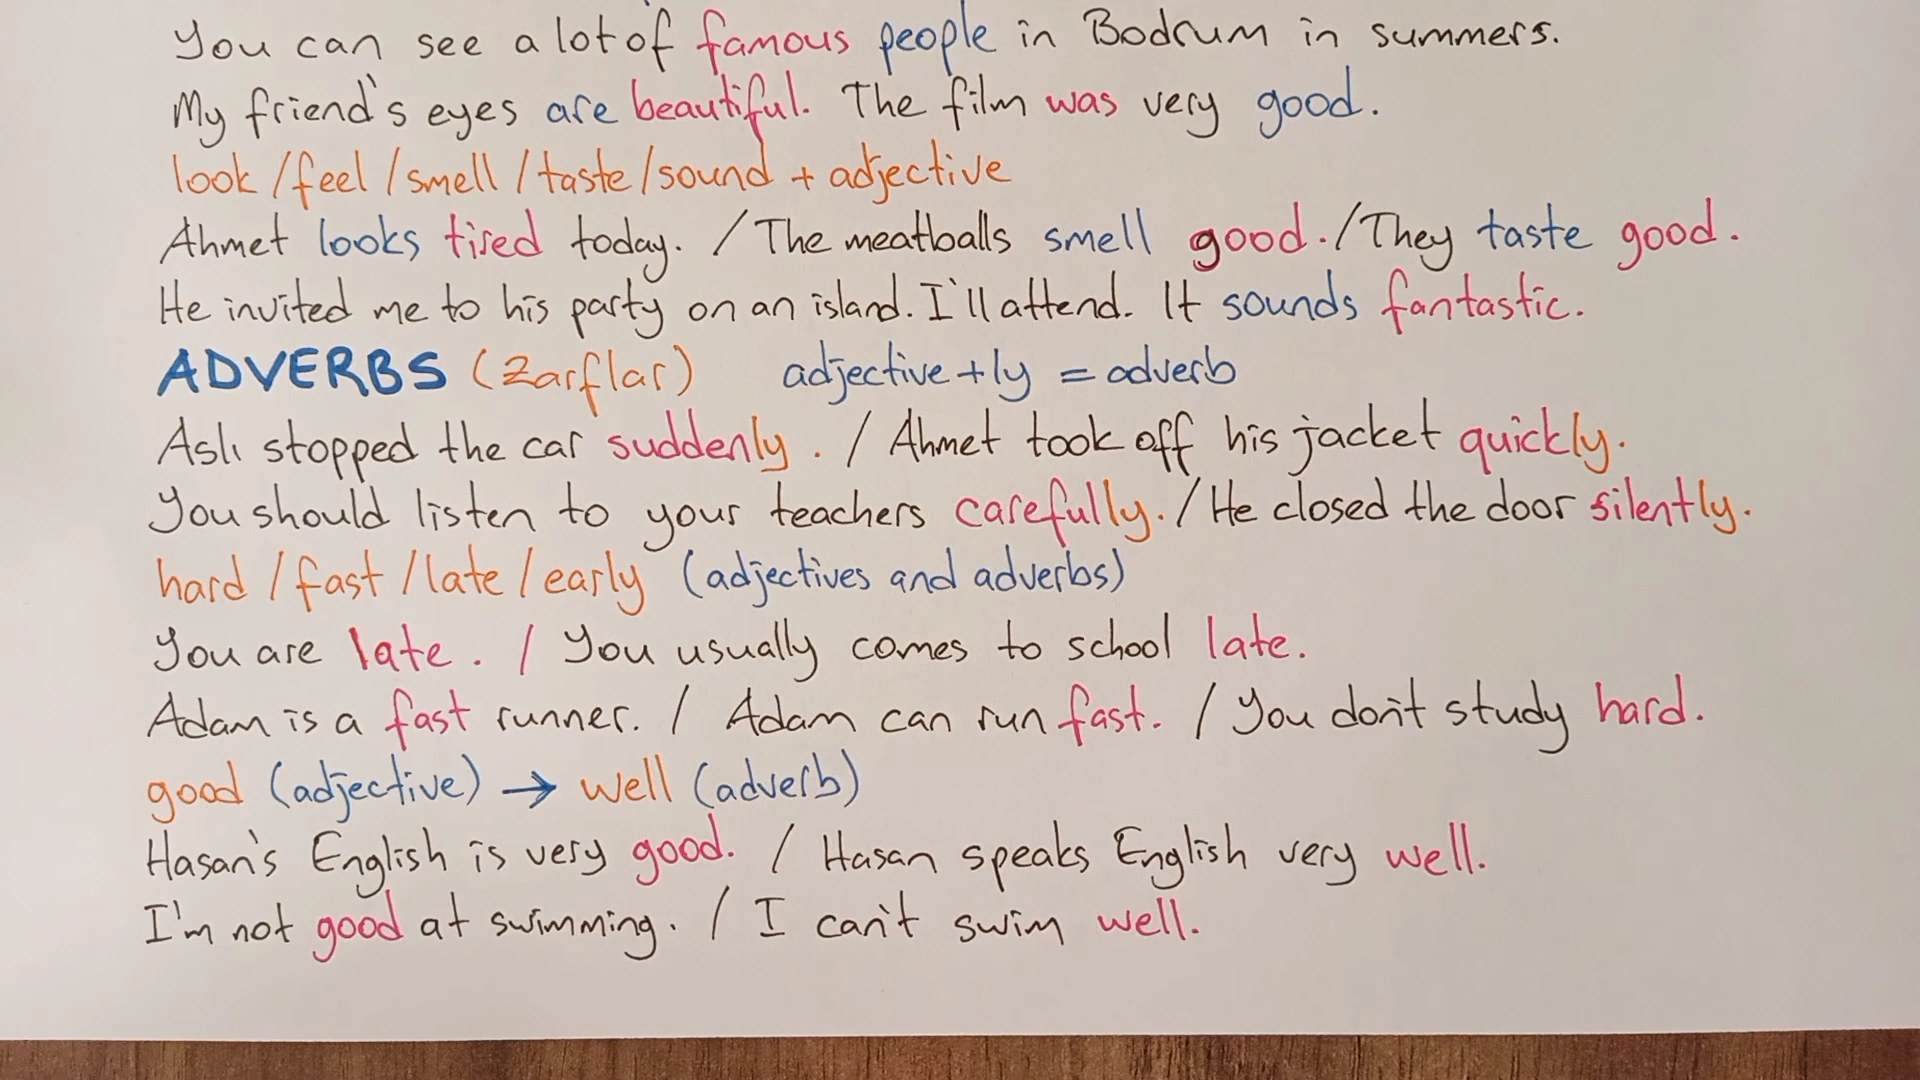 You can see a lot of famous people in Bodrum in summers.
My friend's eyes are beautiful. The film was very good.
look / feel / smell / taste / sound + adjective
Ahmet looks tired today. / The meatballs smell good. / They taste good.
He invited me to his party on an island. I'll attend. It sounds fantastic.
ADVERBS (Zarflar) adjective + ly = adverb
Aslı stopped the car suddenly. / Ahmet took off his jacket quickly.
You should listen to your teachers carefully. / He closed the door silently.
hard / fast / late / early (adjectives and adverbs)
You are late. / You usually comes to school late.
Adam is a fast runner. / Adam can run fast. / You don't study hard.
good (adjective) → well (adverb)
Hasan's English is very good. / Hasan speaks English very well.
I'm not good at swimming. / I can't swim well.